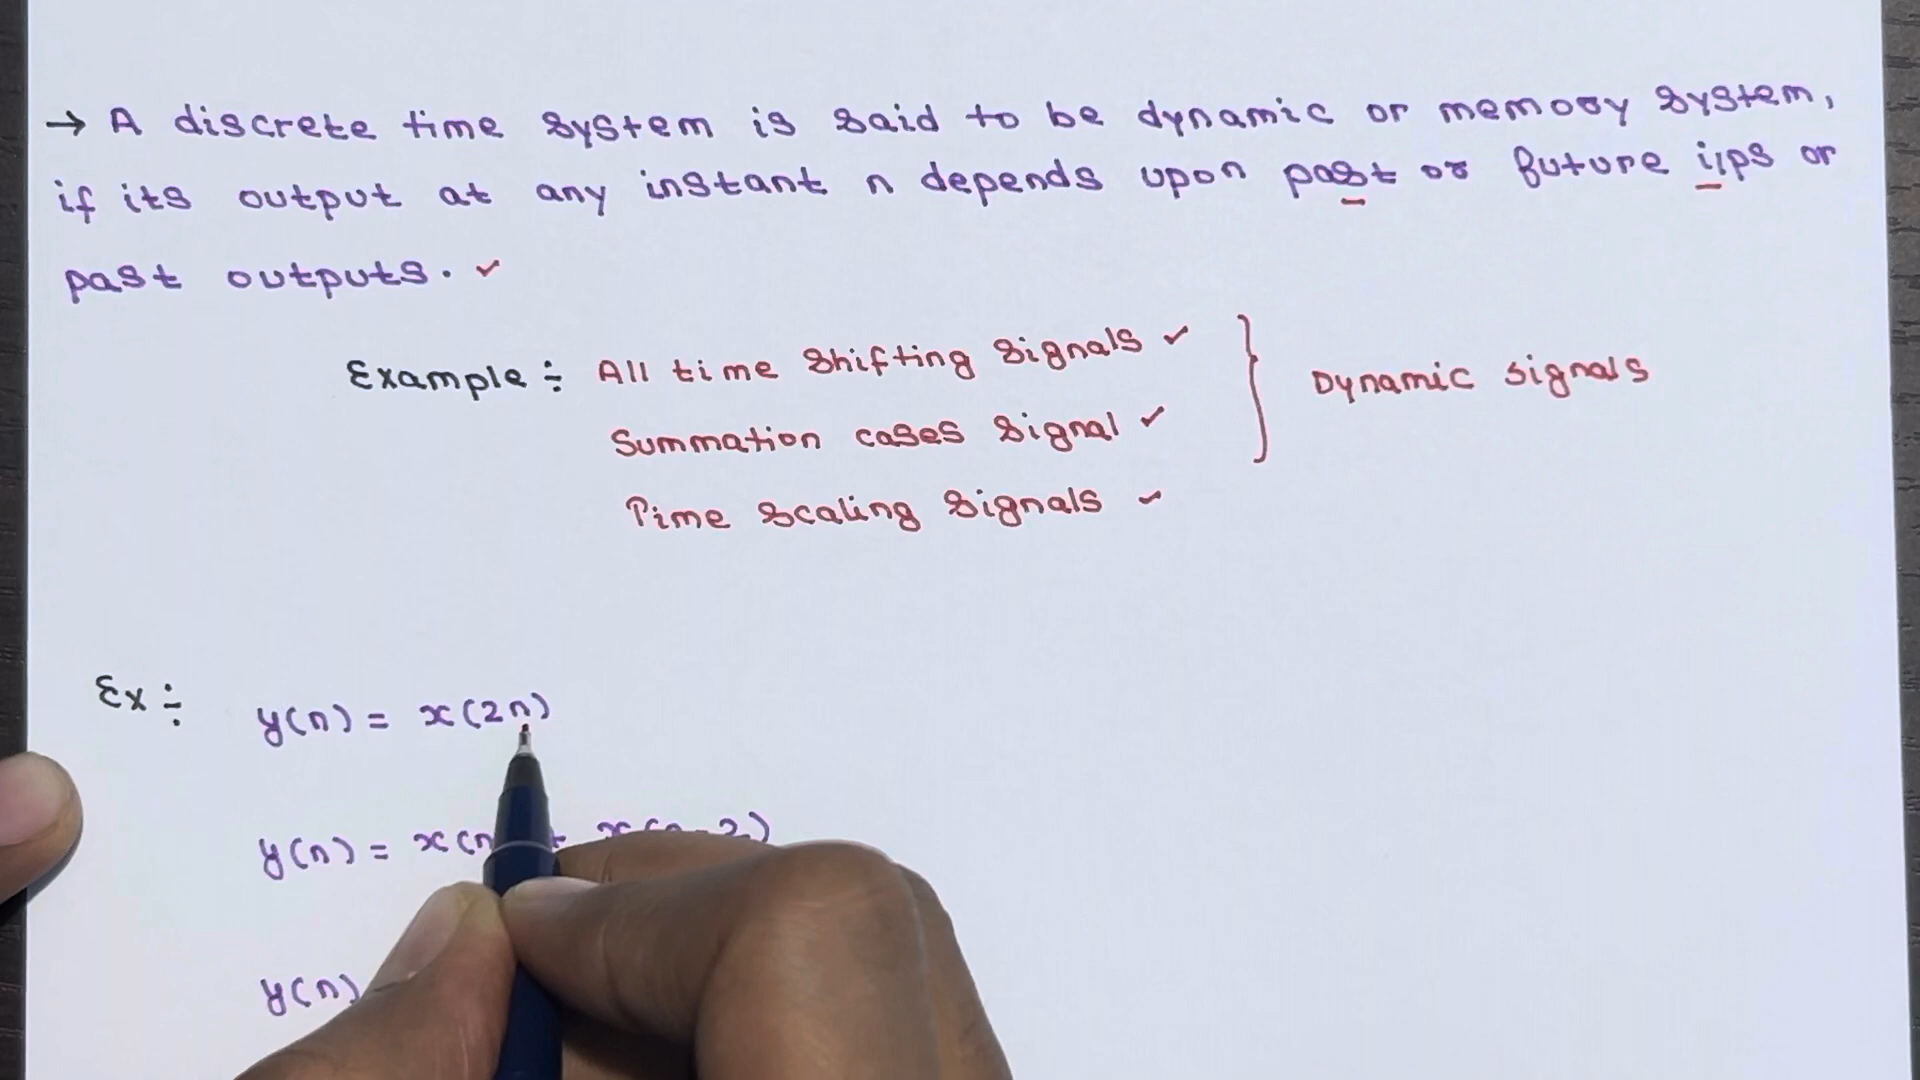 → A discrete time system is said to be dynamic or memory system,
if its output at any instant n depends upon past or future i/ps or
past outputs. ✓
Example ÷ All time shifting signals ✓
Summation cases signal ✓
Time scaling signals ✓
} Dynamic signals
Ex ÷ y(n) = x(2n)
y(n) = x(n + x(n-2)
y(n)